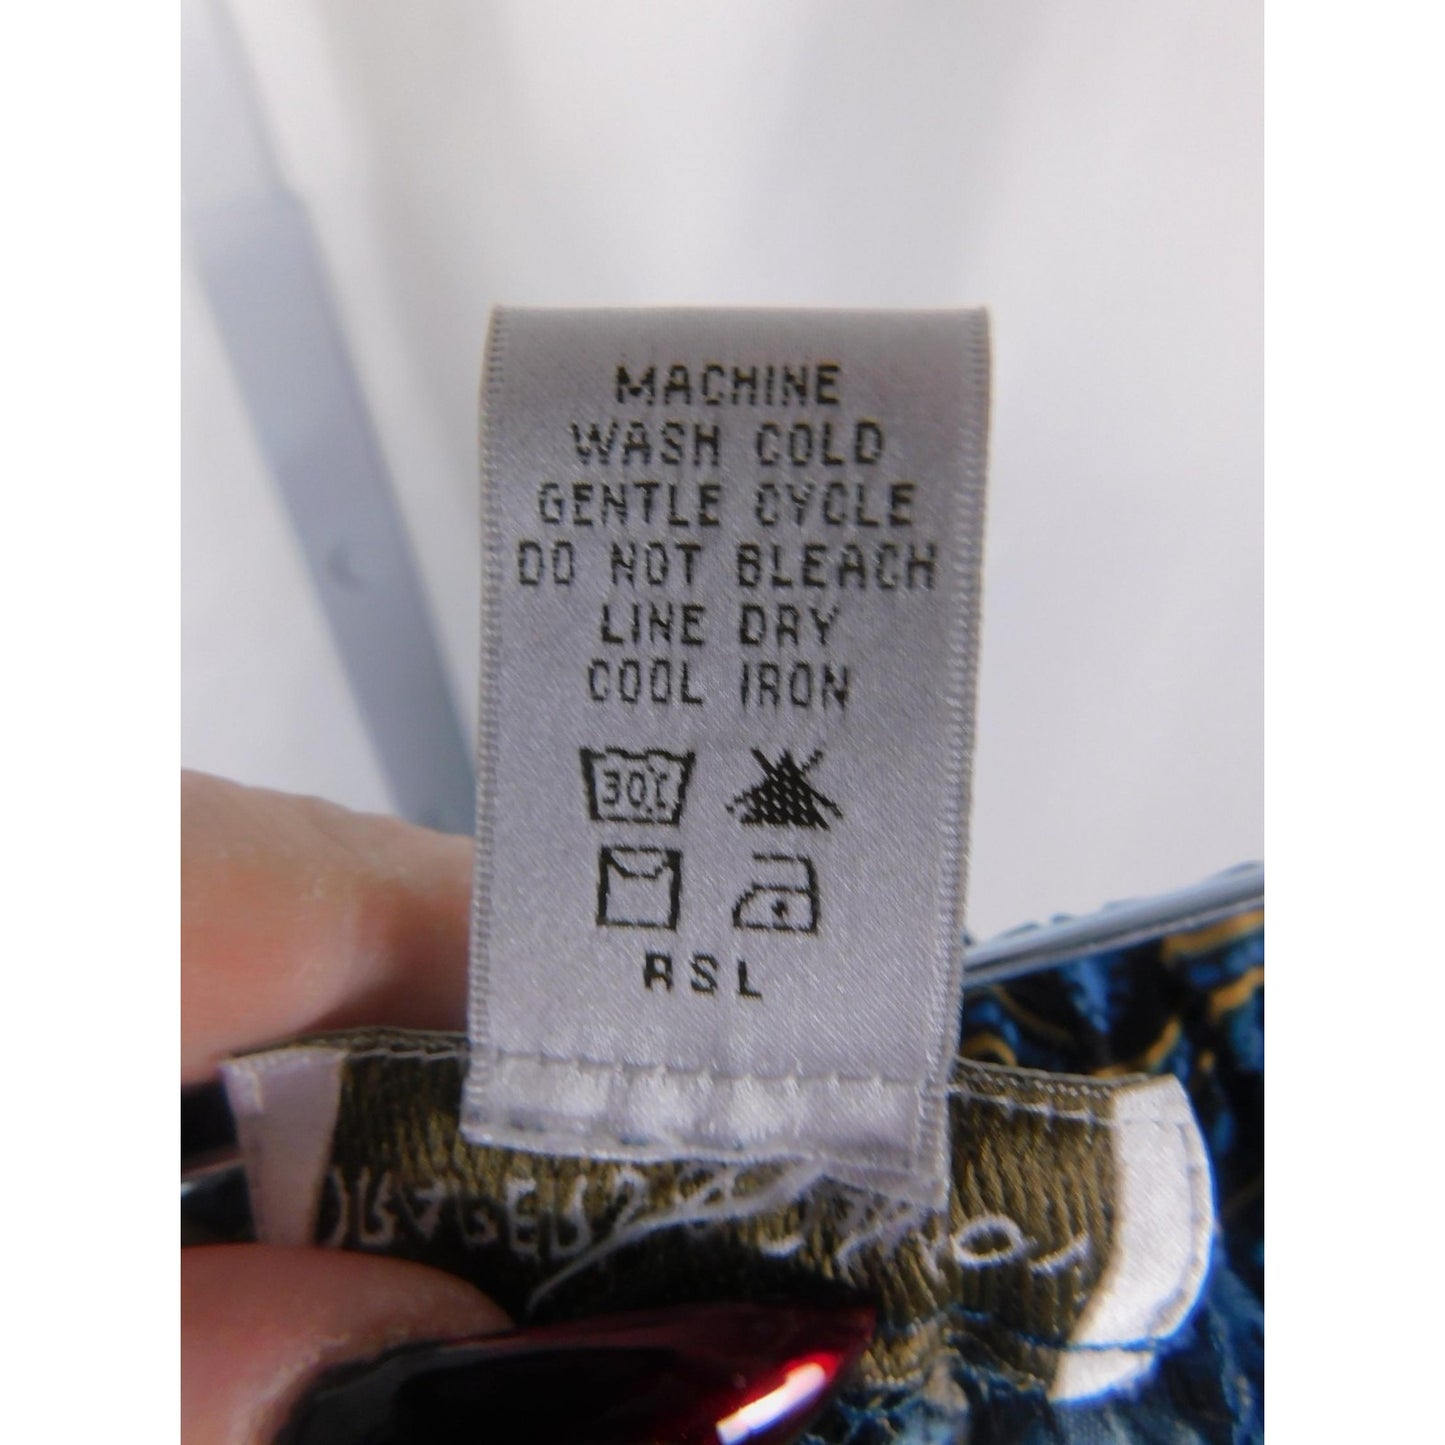 MACHINE
WASH COLD
GENTLE CYCLE
DO NOT BLEACH
LINE DRY
COOL IRON
30
RSL